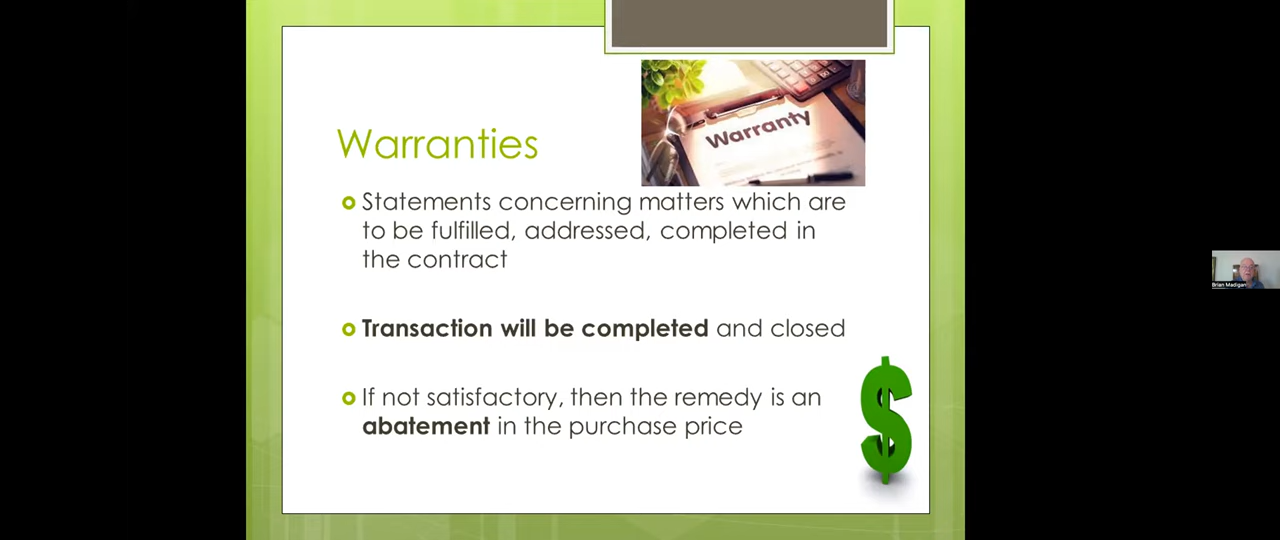 Warranty
Warranties
Statements concerning matters which are
to be fulfilled, addressed, completed in
the contract
Transaction will be completed and closed
If not satisfactory, then the remedy is an
abatement in the purchase price
Brian Madigan